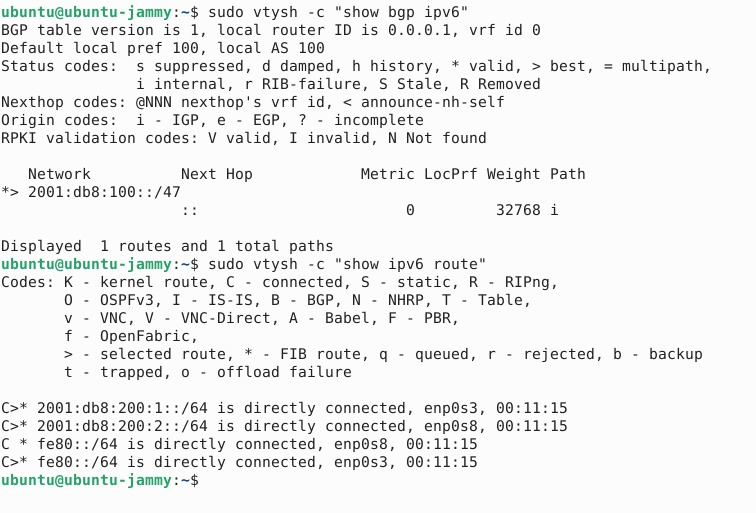 ubuntu@ubuntu-jammy:~$ sudo vtysh -c "show bgp ipv6"
BGP table version is 1, local router ID is 0.0.0.1, vrf id 0
Default local pref 100, local AS 100
Status codes:  s suppressed, d damped, h history, * valid, > best, = multipath,
               i internal, r RIB-failure, S Stale, R Removed
Nexthop codes: @NNN nexthop's vrf id, < announce-nh-self
Origin codes:  i - IGP, e - EGP, ? - incomplete
RPKI validation codes: V valid, I invalid, N Not found

   Network          Next Hop            Metric LocPrf Weight Path
*> 2001:db8:100::/47
                    ::                       0         32768 i

Displayed  1 routes and 1 total paths
ubuntu@ubuntu-jammy:~$ sudo vtysh -c "show ipv6 route"
Codes: K - kernel route, C - connected, S - static, R - RIPng,
       O - OSPFv3, I - IS-IS, B - BGP, N - NHRP, T - Table,
       v - VNC, V - VNC-Direct, A - Babel, F - PBR,
       f - OpenFabric,
       > - selected route, * - FIB route, q - queued, r - rejected, b - backup
       t - trapped, o - offload failure

C>* 2001:db8:200:1::/64 is directly connected, enp0s3, 00:11:15
C>* 2001:db8:200:2::/64 is directly connected, enp0s8, 00:11:15
C * fe80::/64 is directly connected, enp0s8, 00:11:15
C>* fe80::/64 is directly connected, enp0s3, 00:11:15
ubuntu@ubuntu-jammy:~$